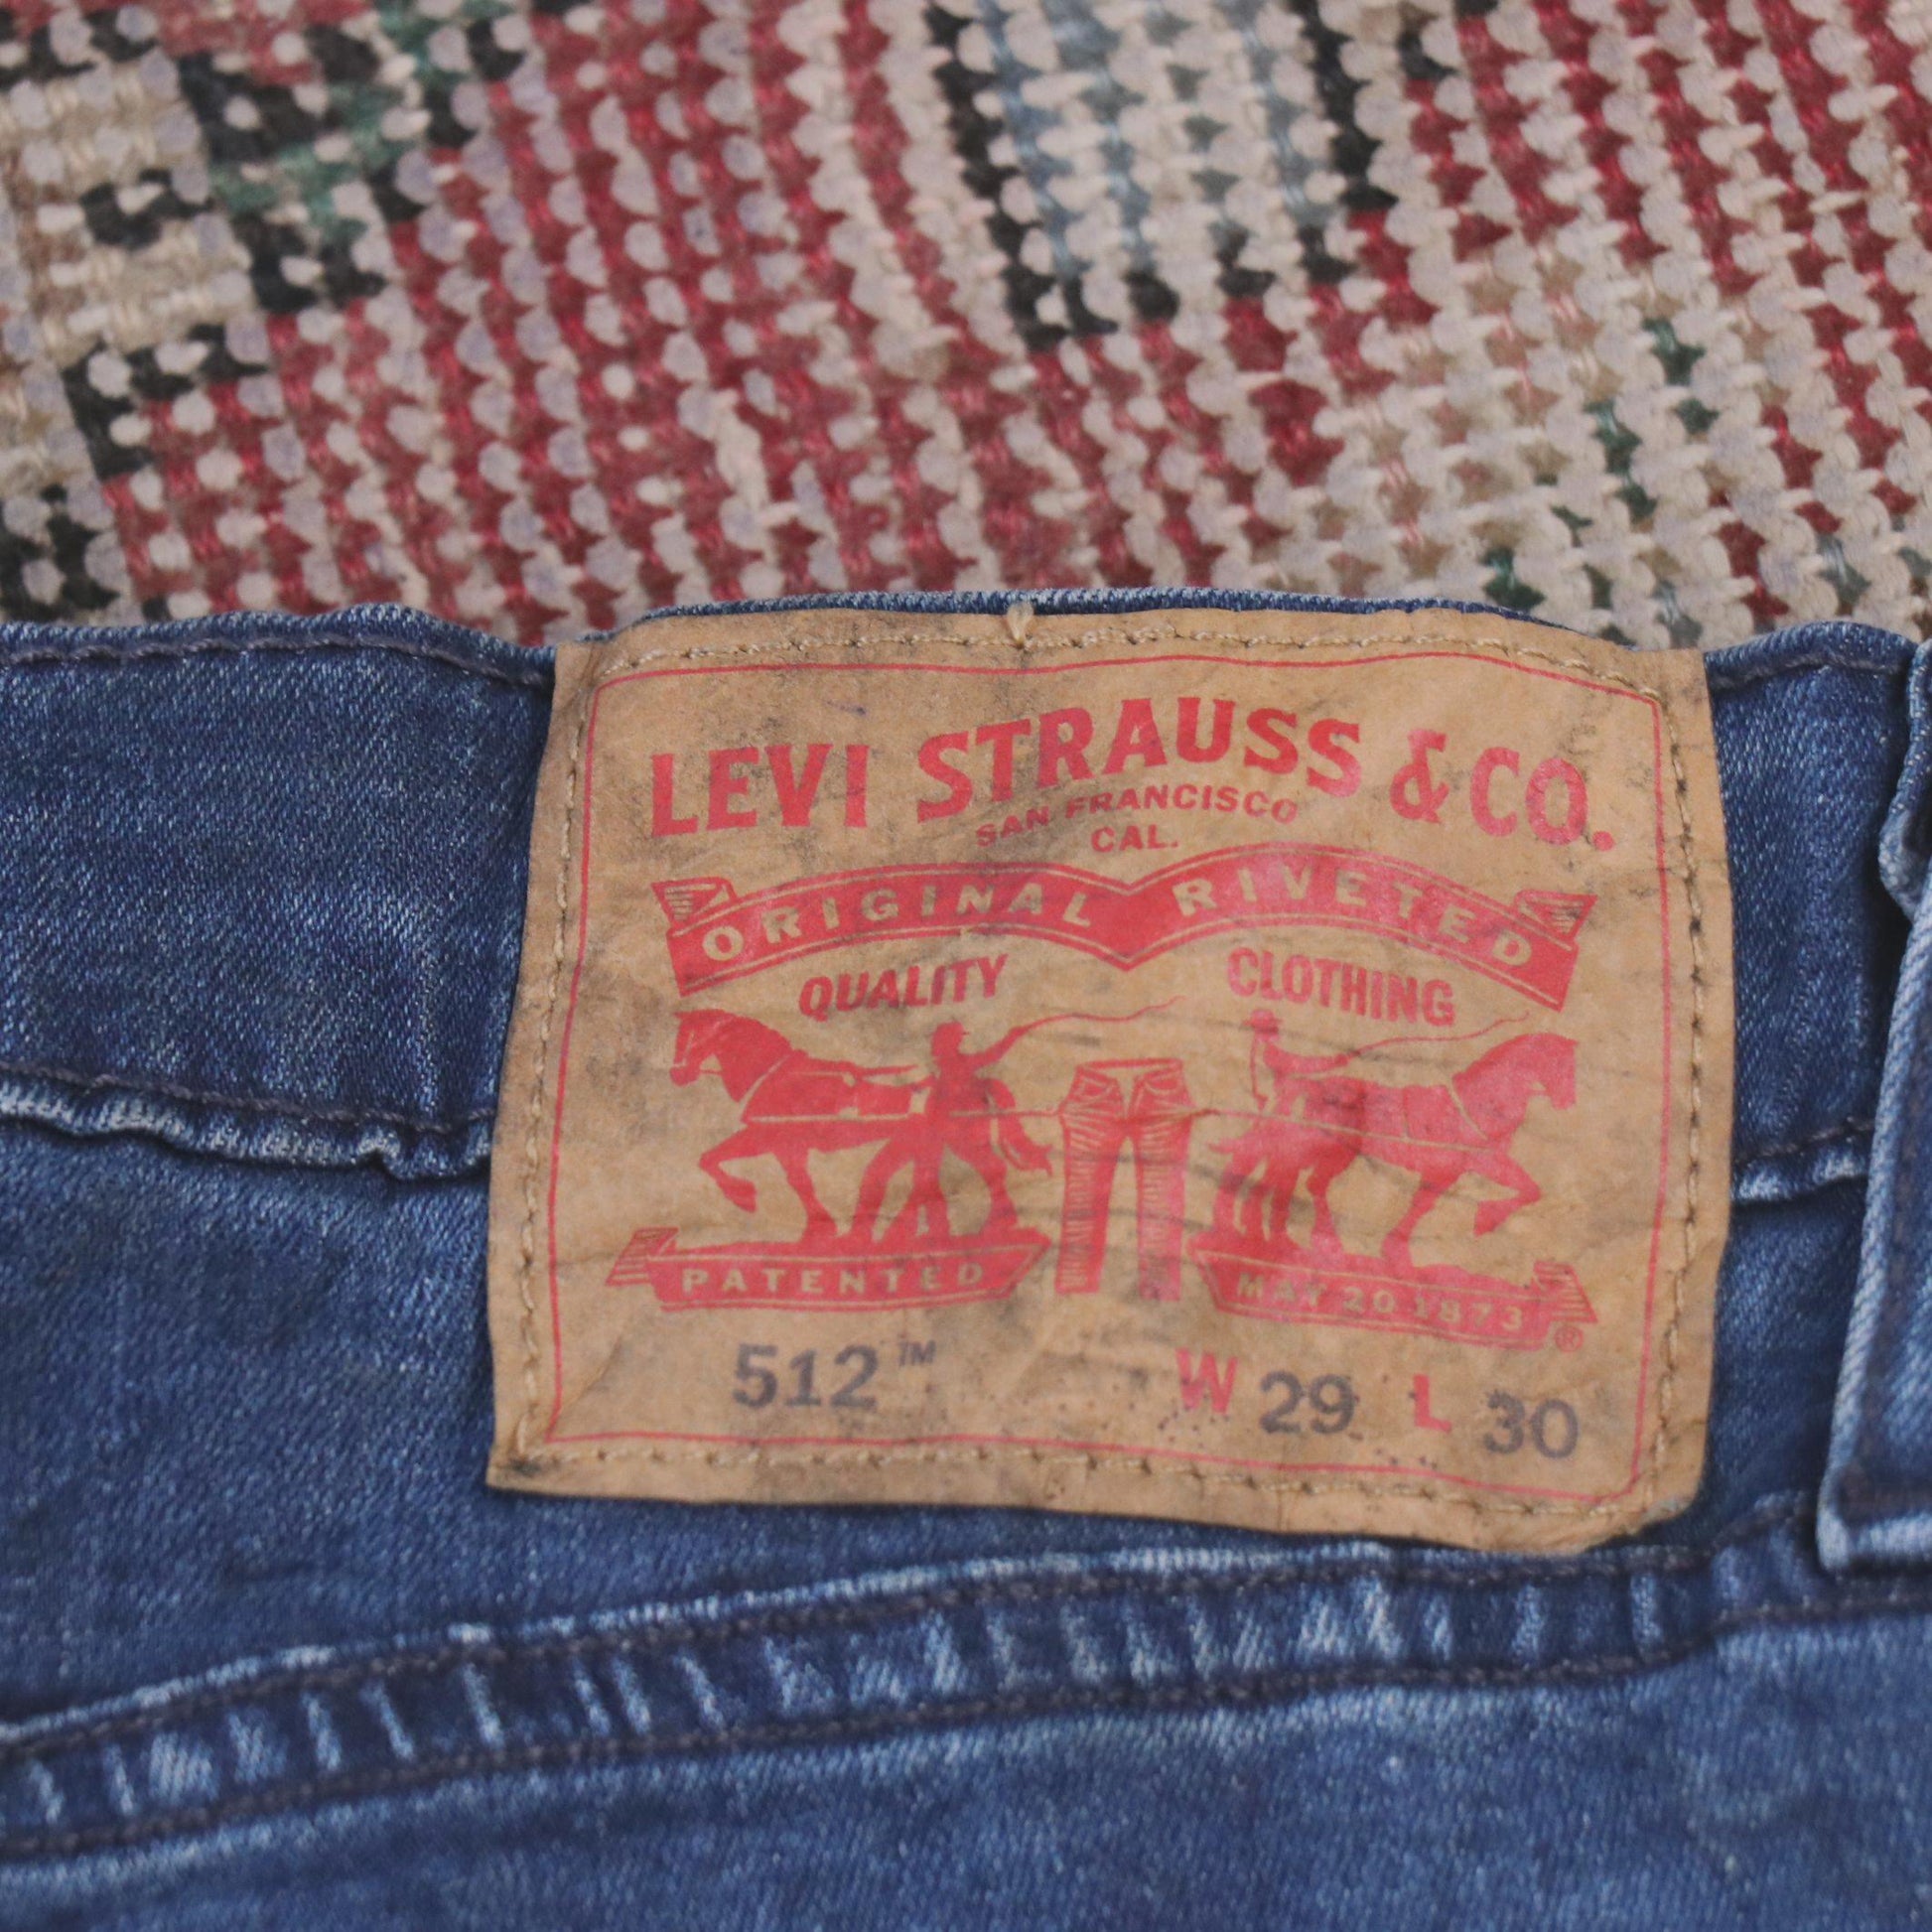 LEVI STRAUSS & CO.
SAN FRANCISCO
CAL.
ORIGINAL RIVETED
QUALITY CLOTHING
PATENTED MAY 20 1873 ®
512™ W 29 L 30